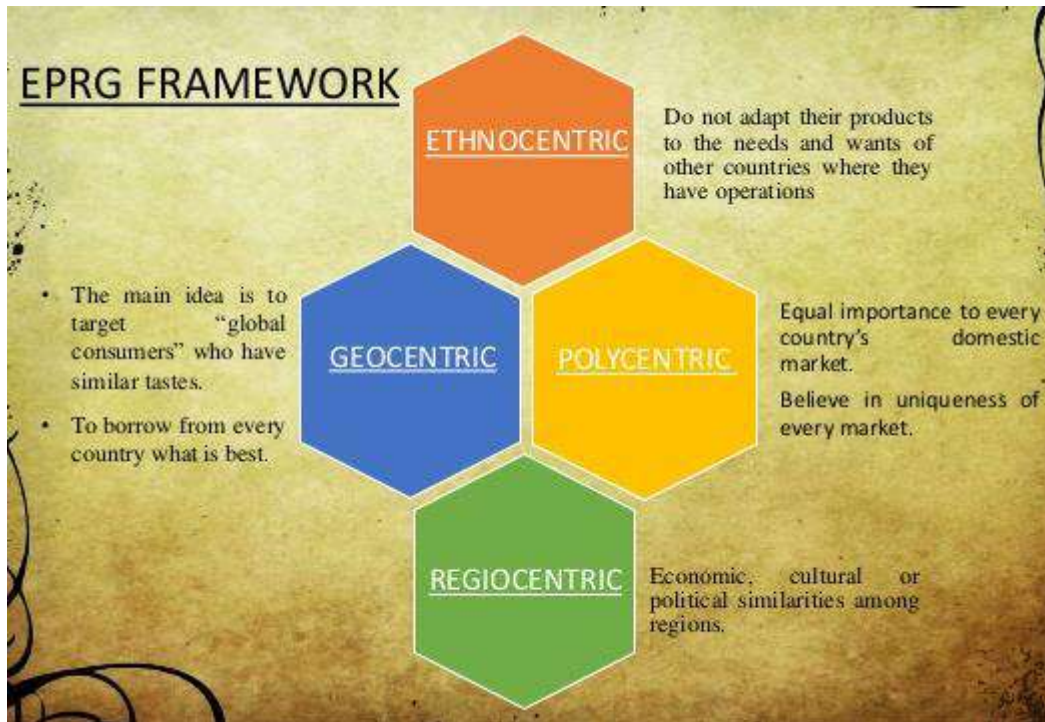 EPRG FRAMEWORK
ETHNOCENTRIC
Do not adapt their products
to the needs and wants of
other countries where they
have operations
• The main idea is to
target "global
consumers" who have
similar tastes.
• To borrow from every
country what is best.
GEOCENTRIC
POLYCENTRIC
Equal importance to every
country's domestic
market.
Believe in uniqueness of
every market.
REGIOCENTRIC
Economic, cultural or
political similarities among
regions.